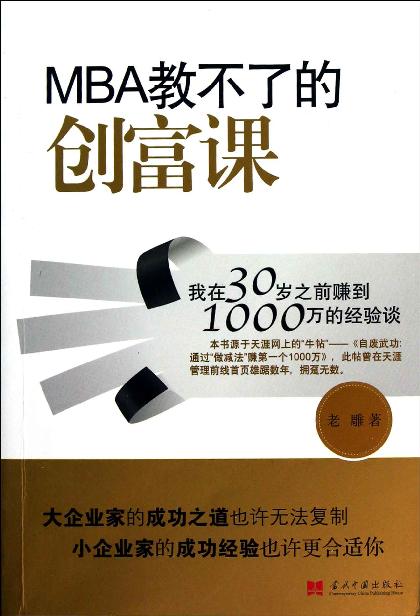 MBA教不了的
创富课
我在30岁之前赚到
1000万的经验谈
本书源于天涯网上的“牛帖”——《自废武功:
通过“做减法”赚第一个1000万》，此帖曾在天涯
管理前线首页雄踞数年，拥趸无数。
老 雕 著
大企业家的成功之道也许无法复制
小企业家的成功经验也许更合适你
当代中国出版社
Contemporary China Publishing House